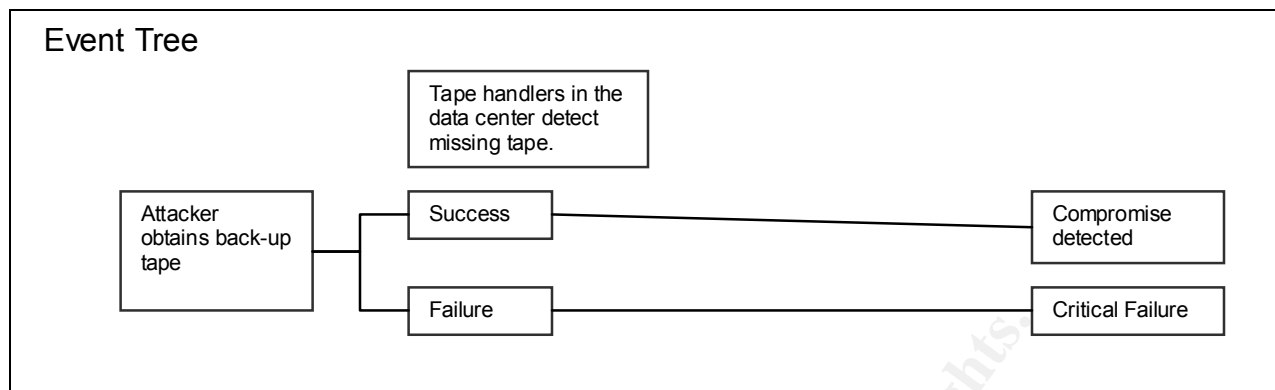 Event Tree
Tape handlers in the
data center detect
missing tape.
Attacker
obtains back-up
tape
Success
Compromise
detected
Failure
Critical Failure